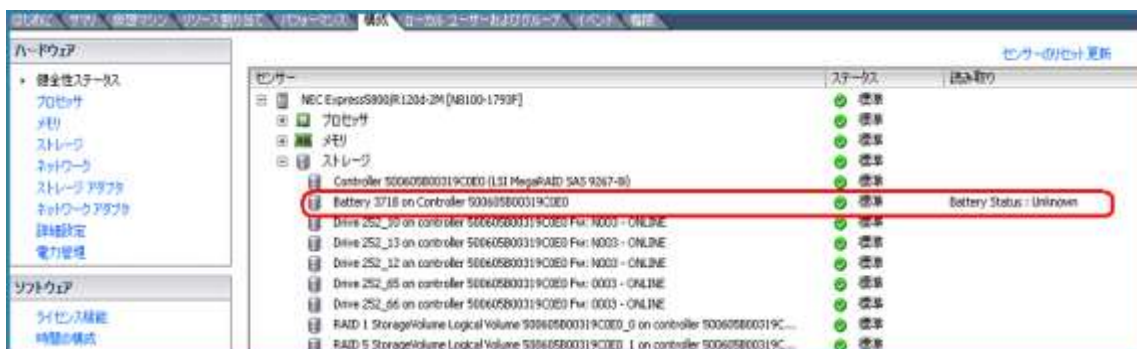 はじめに サマリ 仮想マシン リソース割り当て パフォーマンス 構成 ローカル ユーザーおよびグループ イベント 権限
ハードウェア
センサーのリセット 更新
健全性ステータス
プロセッサ
メモリ
ストレージ
ネットワーク
ストレージ アダプタ
ネットワーク アダプタ
詳細設定
電力管理
ソフトウェア
ライセンス機能
時間の構成
センサー ステータス 読み取り
NEC Express5800/R120d-2M [N8100-1793F] 標準
プロセッサ 標準
メモリ 標準
ストレージ 標準
Controller 500605B00319C0E0 (LSI MegaRAID SAS 9267-8i) 標準
Battery 3718 on Controller 500605B00319C0E0 Battery Status : Unknown
Drive 252_10 on controller 500605B00319C0E0 Fw: N003 - ONLINE 標準
Drive 252_13 on controller 500605B00319C0E0 Fw: N003 - ONLINE 標準
Drive 252_12 on controller 500605B00319C0E0 Fw: N003 - ONLINE 標準
Drive 252_65 on controller 500605B00319C0E0 Fw: 0003 - ONLINE 標準
Drive 252_66 on controller 500605B00319C0E0 Fw: 0003 - ONLINE 標準
RAID 1 StorageVolume Logical Volume 500605B00319C0E0_0 on controller 500605B00319C... 標準
RAID 5 StorageVolume Logical Volume 500605B00319C0E0_1 on controller 500605B00319C... 標準